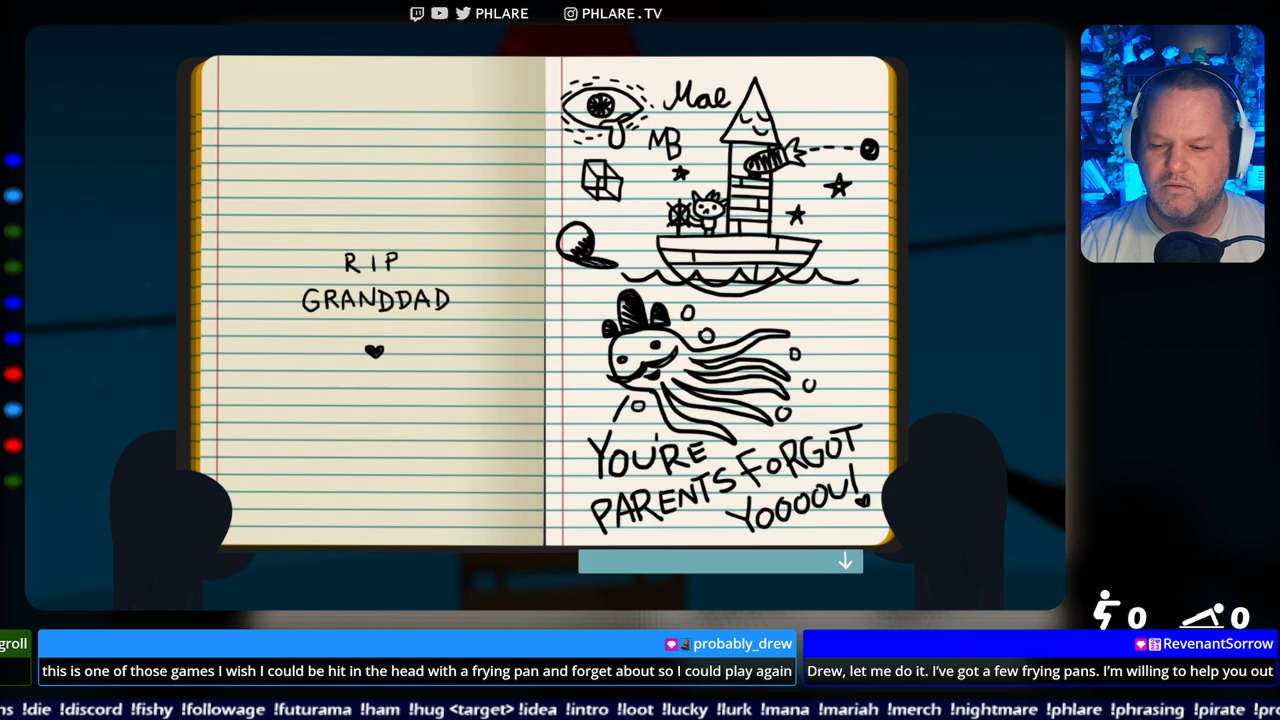 PHLARE
PHLARE.TV
RIP
GRANDDAD
Mae
MB
YOU'RE
PARENTS FORGOT
YOOOOU!
0
0
groll
probably_drew
RevenantSorrow
this is one of those games I wish I could be hit in the head with a frying pan and forget about so I could play again
Drew, let me do it. I've got a few frying pans. I'm willing to help you out
ns !die !discord !fishy !followage !futurama !ham !hug <target> !idea !intro !loot !lucky !lurk !mana !mariah !merch !nightmare !phlare !phrasing !pirate !pro